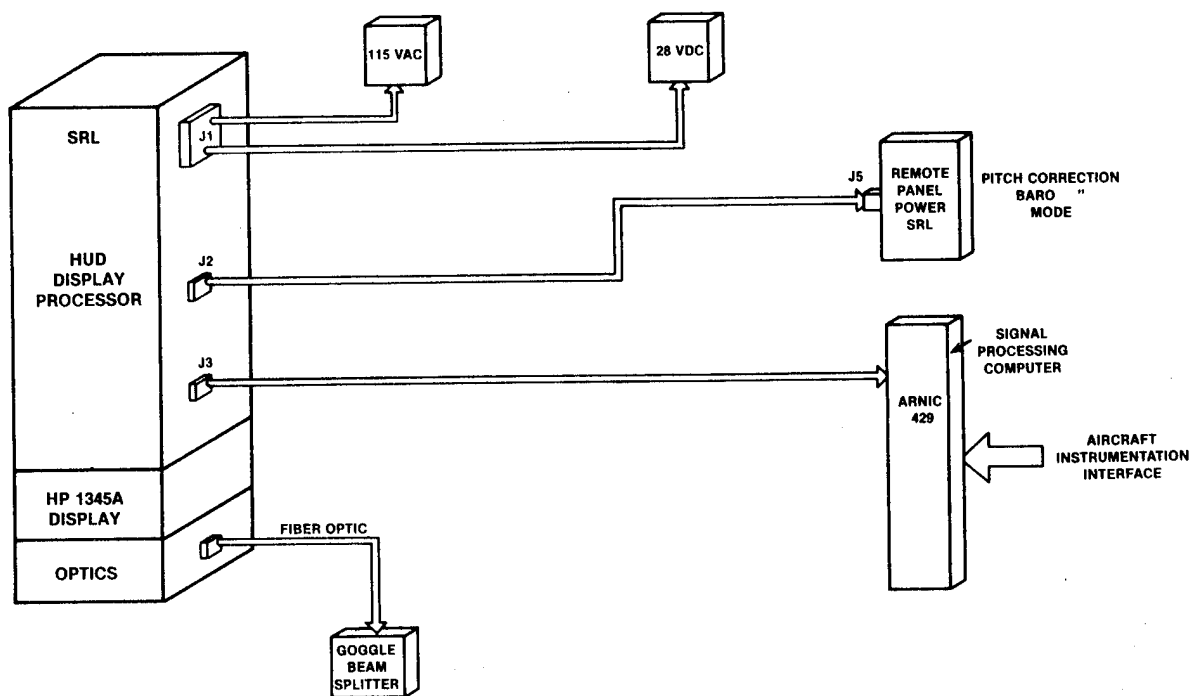 115 VAC
28 VDC
SRL
J1
HUD
DISPLAY
PROCESSOR
J2
J3
J5
REMOTE
PANEL
POWER
SRL
PITCH CORRECTION
BARO "
MODE
SIGNAL
PROCESSING
COMPUTER
ARNIC
429
AIRCRAFT
INSTRUMENTATION
INTERFACE
HP 1345A
DISPLAY
OPTICS
FIBER OPTIC
GOGGLE
BEAM
SPLITTER